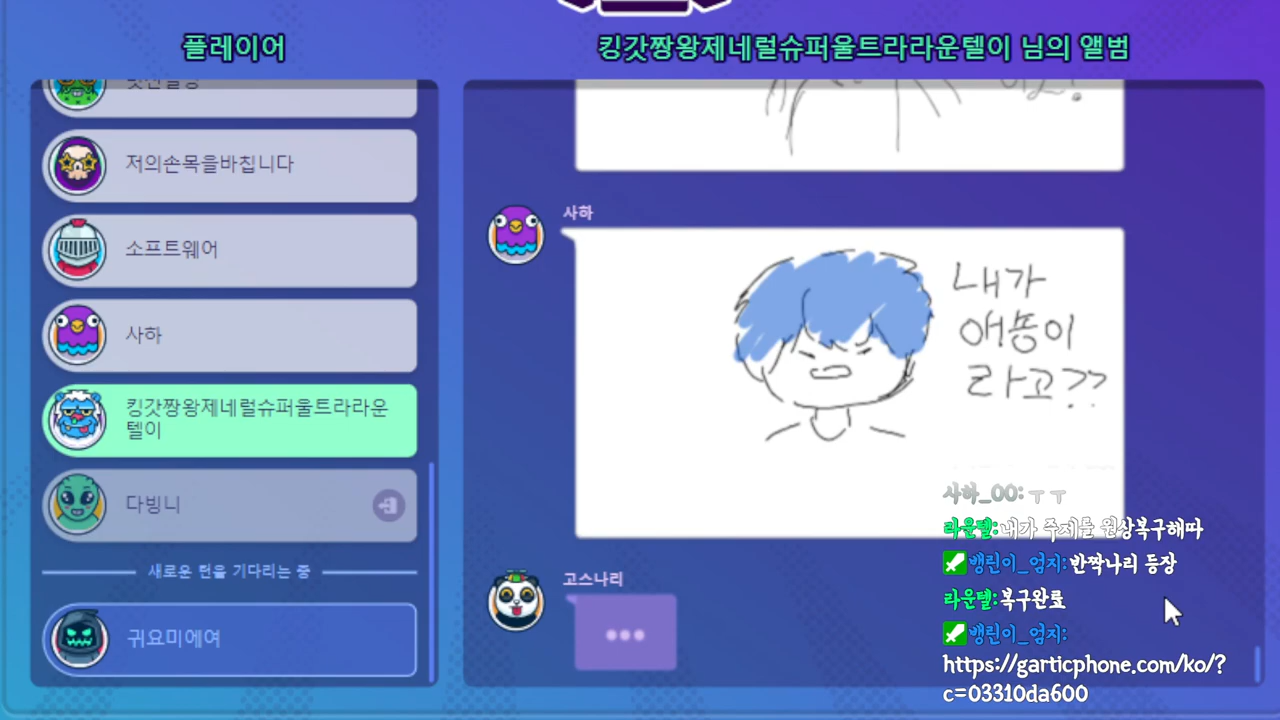 플레이어
저의손목을바칩니다
소프트웨어
사하
킹갓짱왕제네럴슈퍼울트라라운
텔이
다빙니
새로운 턴을 기다리는 중
귀요미에여
킹갓짱왕제네럴슈퍼울트라라운텔이 님의 앨범
사하
내가
애뜽이
라고??
고스나리
사하_00: ㅜㅜ
라운텔: 내가 주제를 원상복구해따
뱅린이_엄지: 반짝나리 등장
라운텔: 복구완료
뱅린이_엄지:
https://garticphone.com/ko/?
c=03310da600